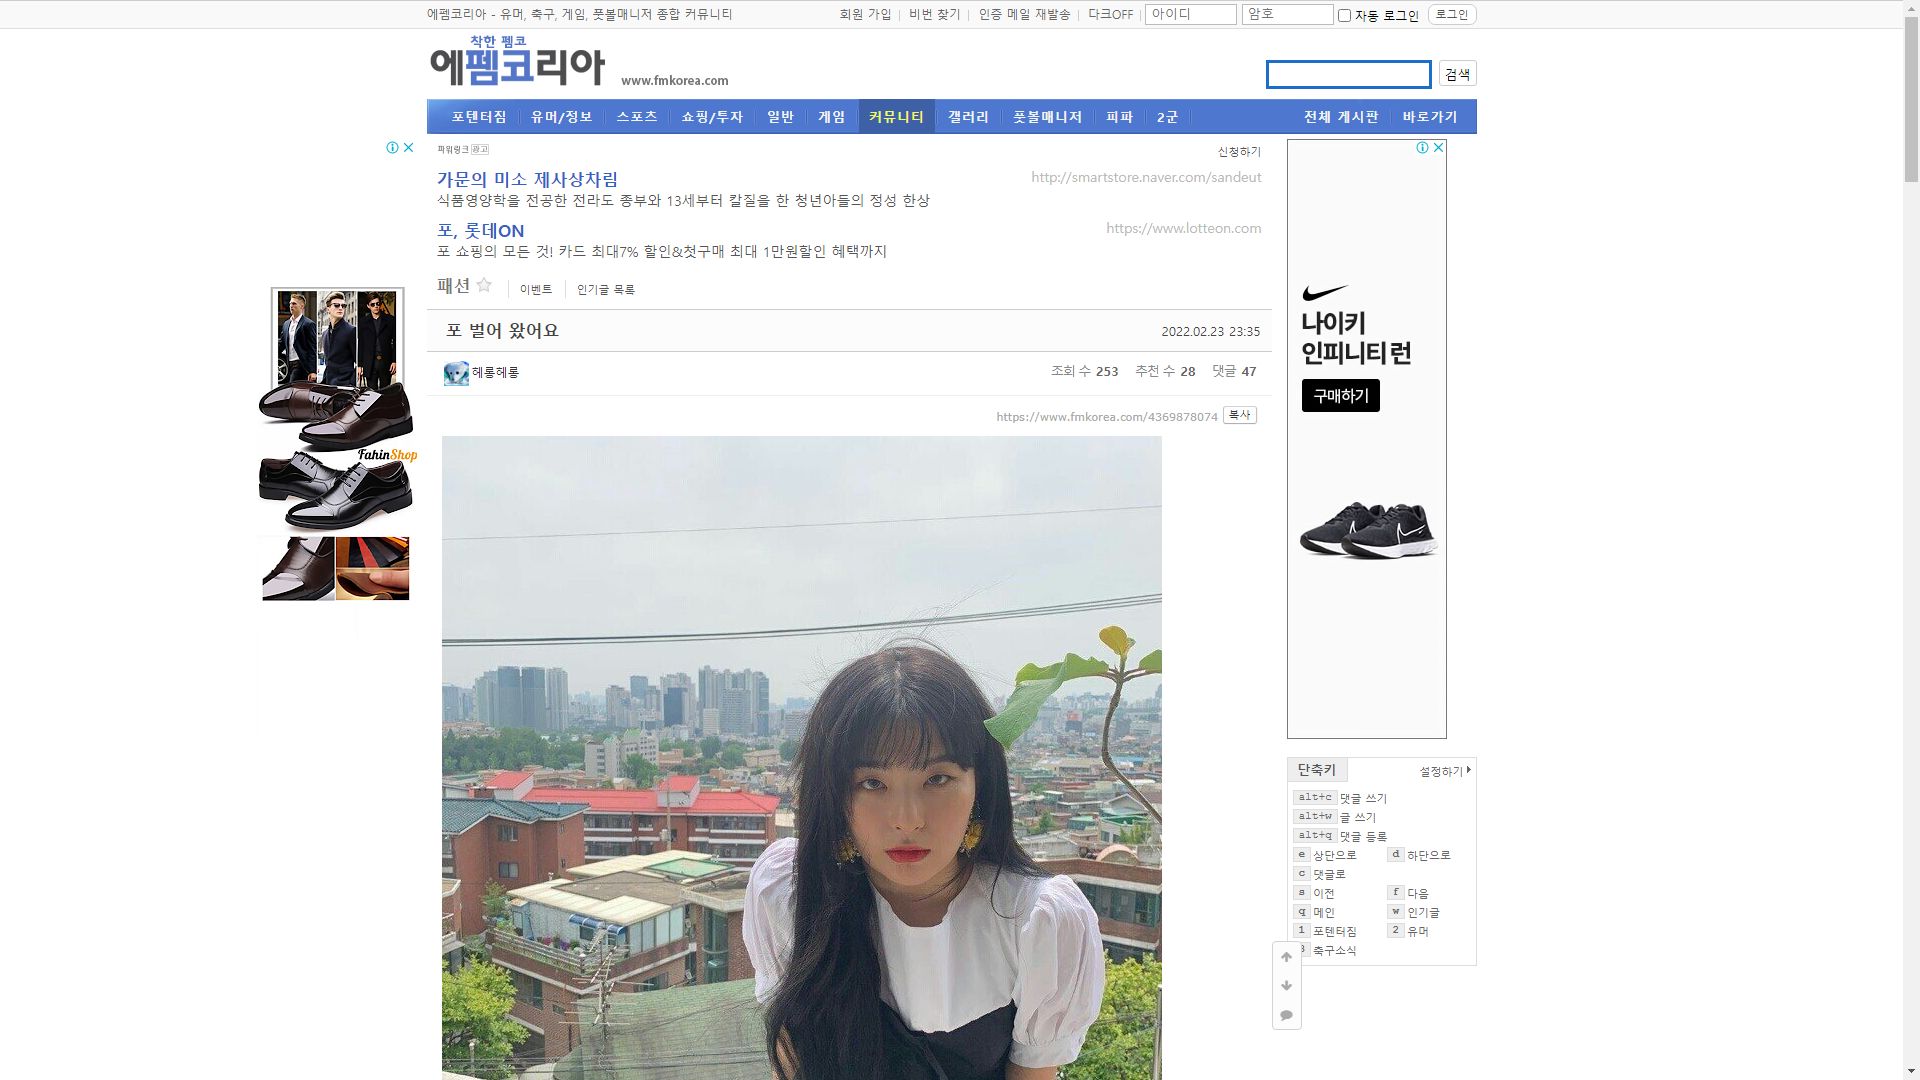 에펨코리아 - 유머, 축구, 게임, 풋볼매니저 종합 커뮤니티
회원 가입 비번 찾기 인증 메일 재발송 다크OFF 아이디 암호 자동 로그인 로그인
착한 펨코
에펨코리아 www.fmkorea.com
검색
포텐터짐 유머/정보 스포츠 쇼핑/투자 일반 게임 커뮤니티 갤러리 풋볼매니저 피파 2군 전체 게시판 바로가기
파워링크 광고 신청하기
가문의 미소 제사상차림 http://smartstore.naver.com/sandeut
식품영양학을 전공한 전라도 종부와 13세부터 칼질을 한 청년아들의 정성 한상
포, 롯데ON https://www.lotteon.com
포 쇼핑의 모든 것! 카드 최대7% 할인&첫구매 최대 1만원할인 혜택까지
패션 이벤트 인기글 목록
포 벌어 왔어요 2022.02.23 23:35
헤롱헤롱 조회 수 253 추천 수 28 댓글 47
https://www.fmkorea.com/4369878074 복사
FahinShop
나이키
인피니티 런
구매하기
단축키 설정하기
alt+c 댓글 쓰기
alt+w 글 쓰기
alt+q 댓글 등록
e 상단으로 d 하단으로
c 댓글로
s 이전 f 다음
q 메인 w 인기글
1 포텐터짐 2 유머
3 축구소식